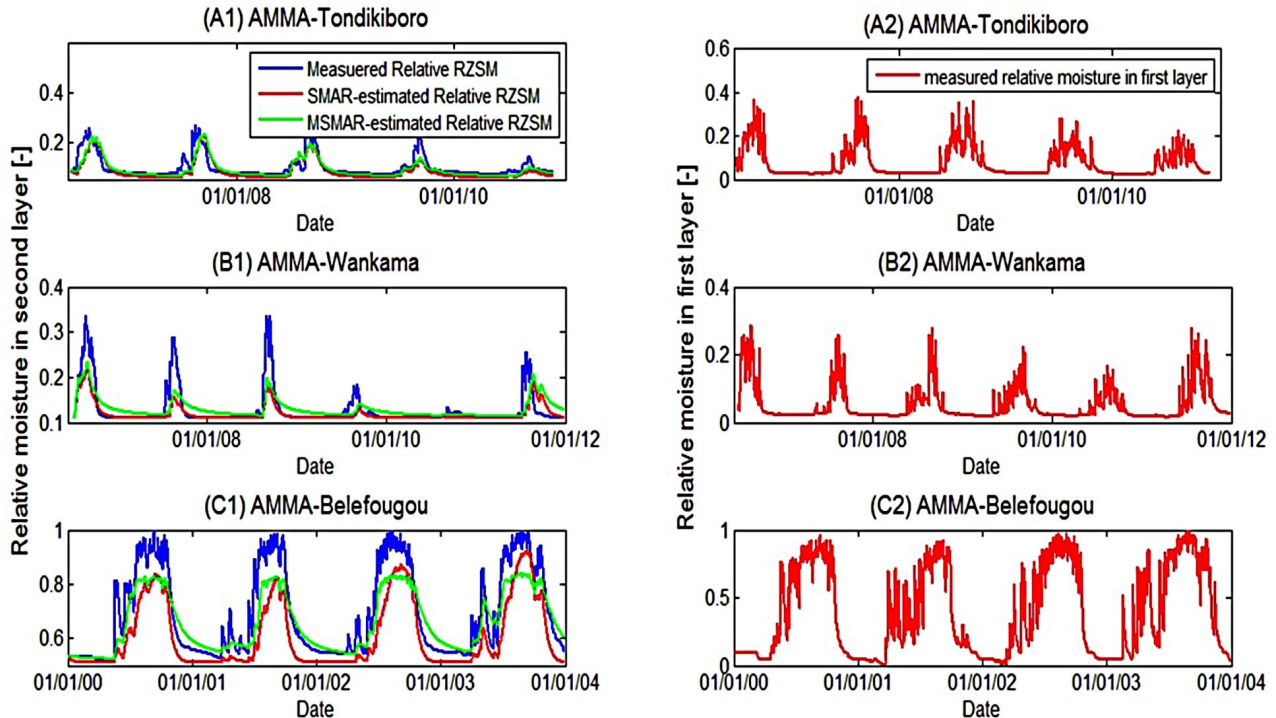 (A1) AMMA-Tondikiboro
Measuered Relative RZSM
SMAR-estimated Relative RZSM
MSMAR-estimated Relative RZSM
0.4
0.2
01/01/08
01/01/10
Date
(A2) AMMA-Tondikiboro
measured relative moisture in first layer
0.6
0.4
0.2
0
01/01/08
01/01/10
Date
Relative moisture in second layer [-]
Relative moisture in first layer [-]
(B1) AMMA-Wankama
0.4
0.3
0.2
0.1
01/01/08
01/01/10
01/01/12
Date
(B2) AMMA-Wankama
0.4
0.2
0
01/01/08
01/01/10
01/01/12
Date
(C1) AMMA-Belefougou
1
0.8
0.6
01/01/00
01/01/01
01/01/02
01/01/03
01/01/04
Date
(C2) AMMA-Belefougou
1
0.5
0
01/01/00
01/01/01
01/01/02
01/01/03
01/01/04
Date